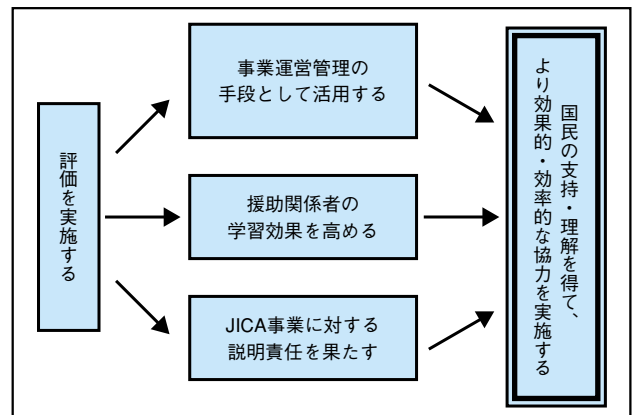 評価を実施する
事業運営管理の
手段として活用する
援助関係者の
学習効果を高める
JICA事業に対する
説明責任を果たす
国民の支持・理解を得て、
より効果的・効率的な協力を実施する